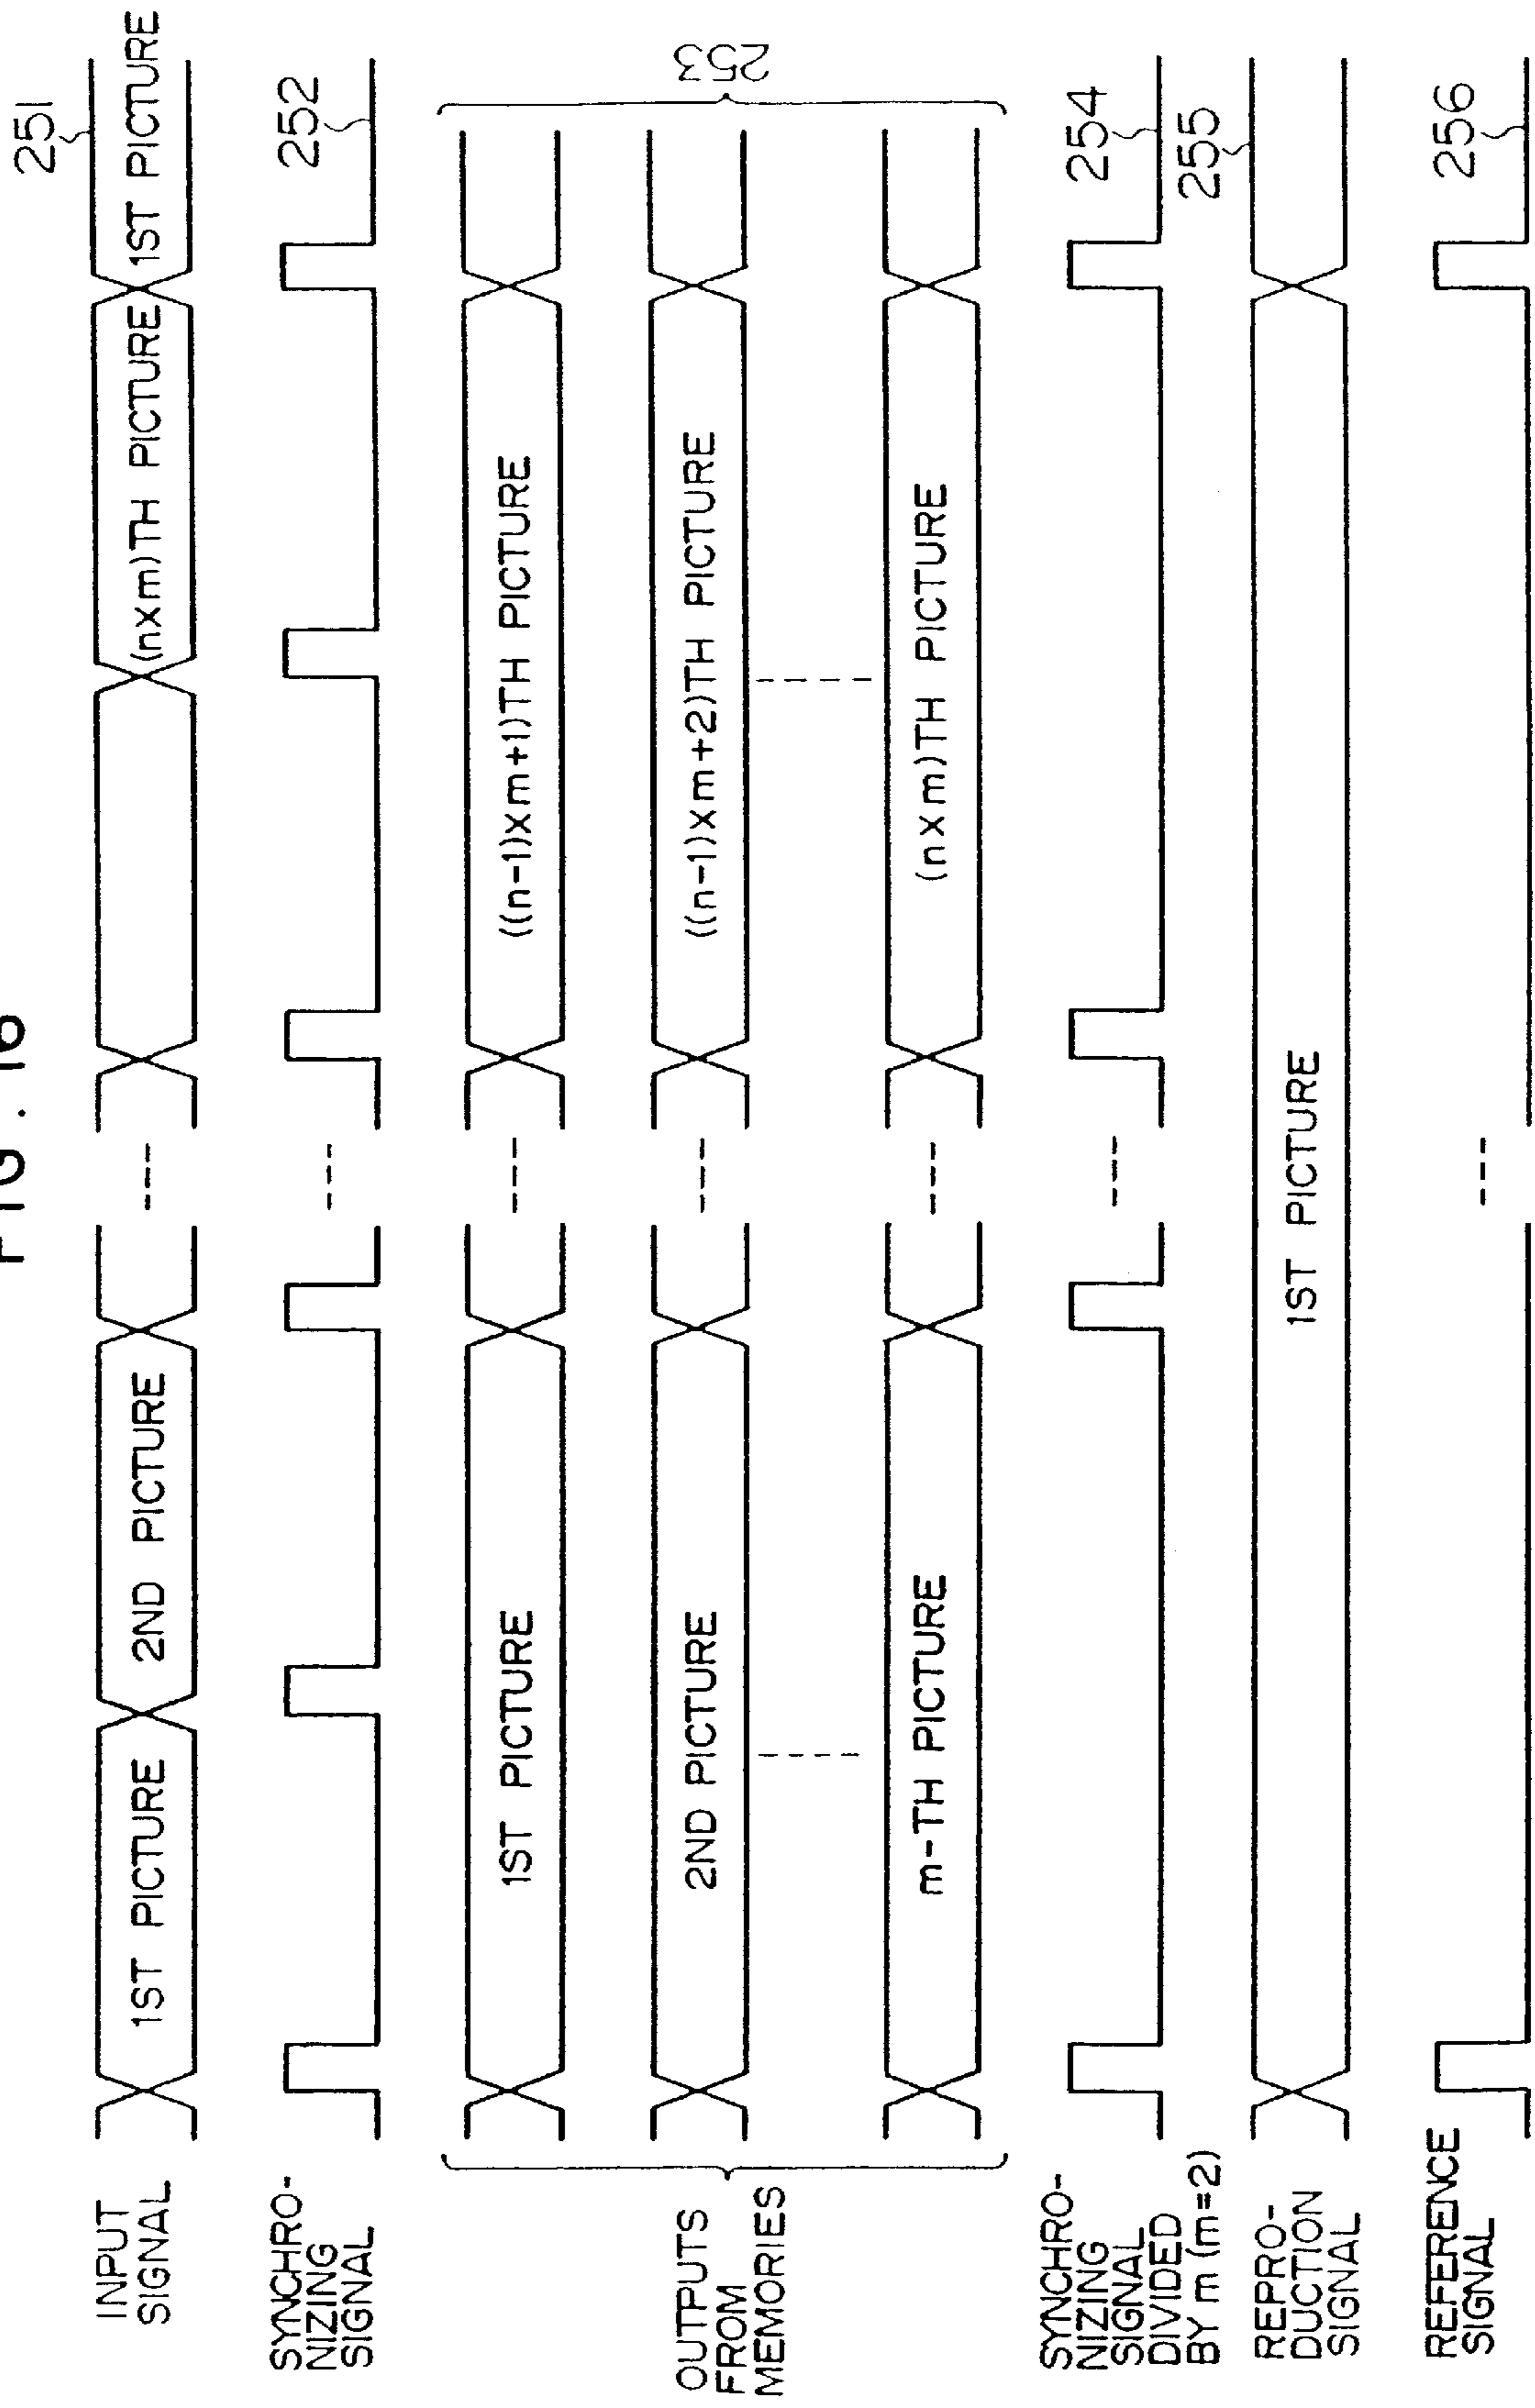 FIG. 18
INPUT
SIGNAL
1ST PICTURE
2ND PICTURE
(n×m)TH PICTURE
1ST PICTURE
251
SYNCHRO-
NIZING
SIGNAL
252
OUTPUTS
FROM
MEMORIES
1ST PICTURE
((n-1)×m+1)TH PICTURE
2ND PICTURE
((n-1)×m+2)TH PICTURE
m-TH PICTURE
(n×m)TH PICTURE
253
SYNCHRO-
NIZING
SIGNAL
DIVIDED
BY m (m=2)
254
REPRO-
DUCTION
SIGNAL
1ST PICTURE
255
REFERENCE
SIGNAL
256